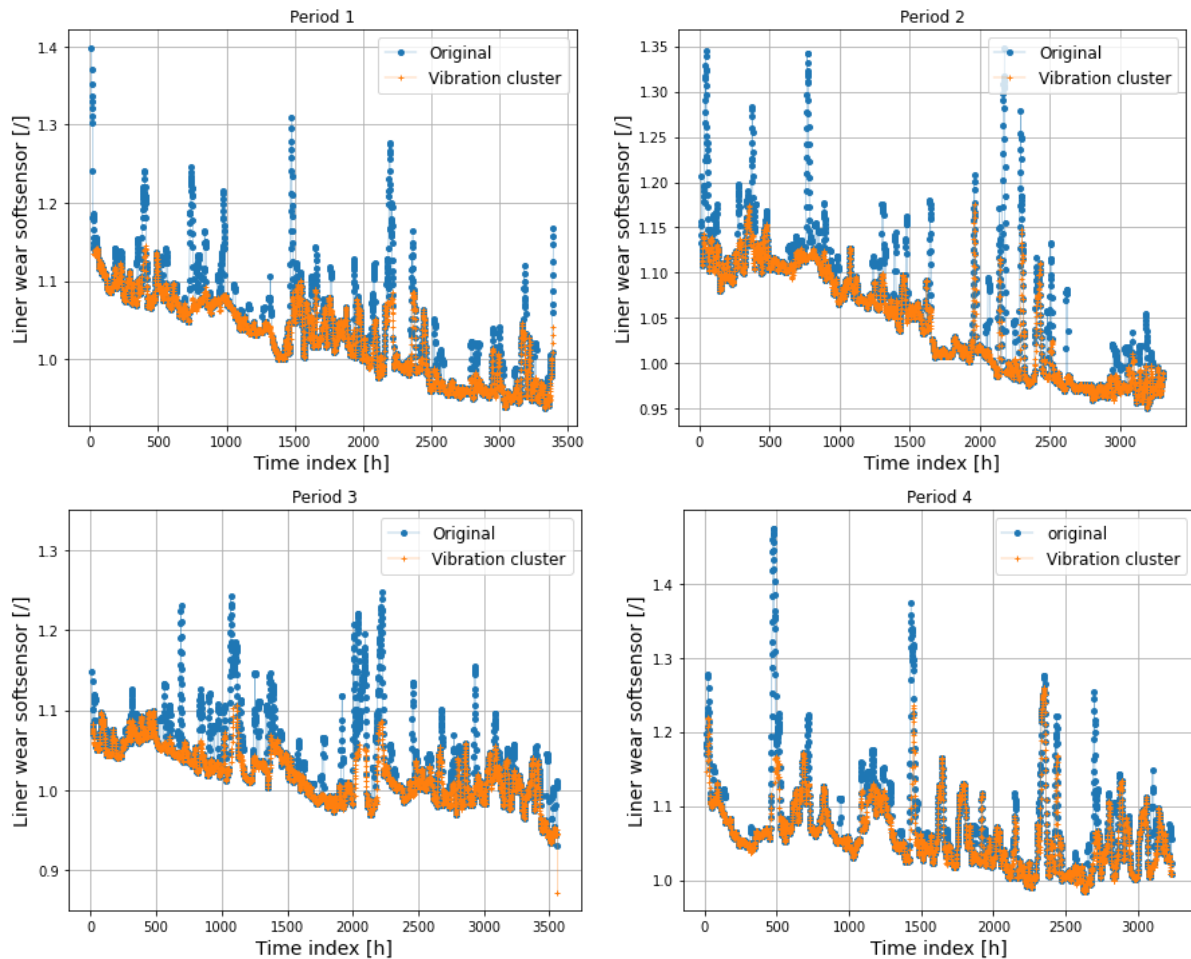 Period 1
Liner wear softsensor [/]
1.4
1.3
1.2
1.1
1.0
Original
Vibration cluster
0
500
1000
1500
2000
2500
3000
3500
Time index [h]
Period 2
Liner wear softsensor [/]
1.35
1.30
1.25
1.20
1.15
1.10
1.05
1.00
0.95
Original
Vibration cluster
0
500
1000
1500
2000
2500
3000
Time index [h]
Period 3
Liner wear softsensor [/]
1.3
1.2
1.1
1.0
0.9
Original
Vibration cluster
0
500
1000
1500
2000
2500
3000
3500
Time index [h]
Period 4
Liner wear softsensor [/]
1.4
1.3
1.2
1.1
1.0
original
Vibration cluster
0
500
1000
1500
2000
2500
3000
Time index [h]